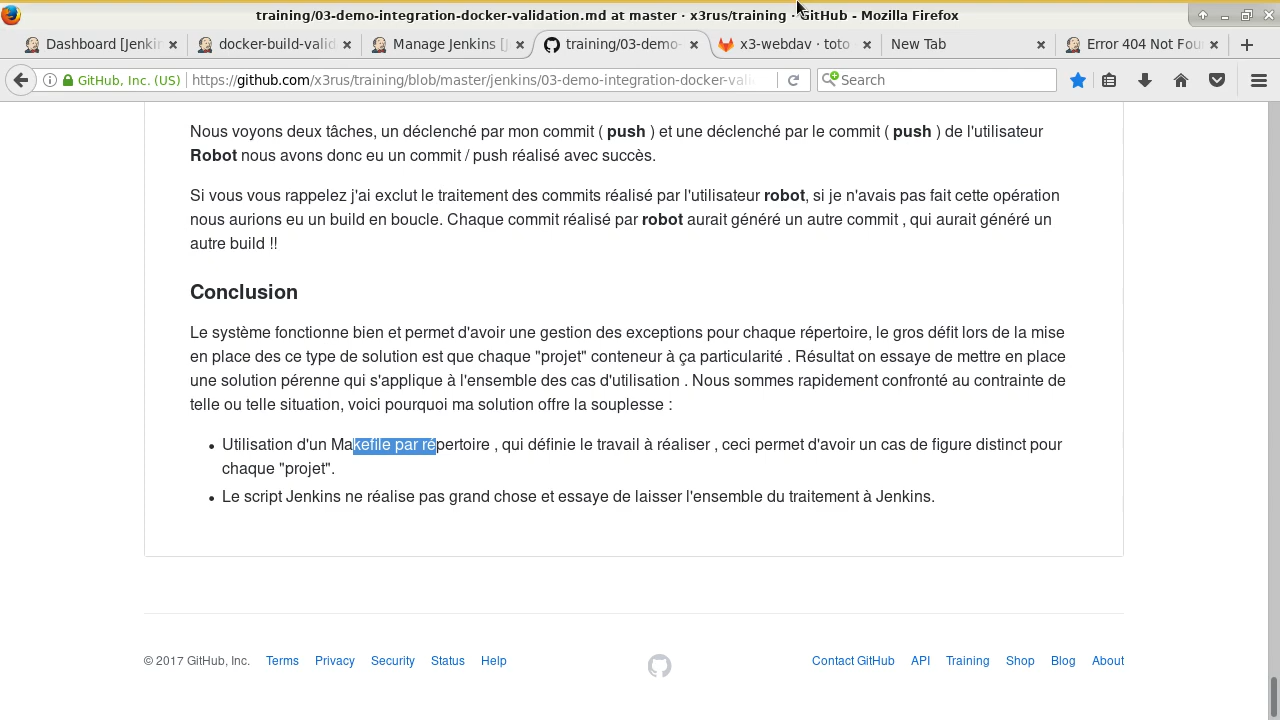 training/03-demo-integration-docker-validation.md at master · x3rus/training · GitHub - Mozilla Firefox
Dashboard [Jenkin
docker-build-valid
Manage Jenkins [J
training/03-demo-
x3-webdav · toto
New Tab
Error 404 Not Fou
GitHub, Inc. (US)
https://github.com/x3rus/training/blob/master/jenkins/03-demo-integration-docker-vali
Search
Nous voyons deux tâches, un déclenché par mon commit ( push ) et une déclenché par le commit ( push ) de l'utilisateur
Robot nous avons donc eu un commit / push réalisé avec succès.
Si vous vous rappelez j'ai exclut le traitement des commits réalisé par l'utilisateur robot, si je n'avais pas fait cette opération
nous aurions eu un build en boucle. Chaque commit réalisé par robot aurait généré un autre commit , qui aurait généré un
autre build !!
Conclusion
Le système fonctionne bien et permet d'avoir une gestion des exceptions pour chaque répertoire, le gros défit lors de la mise
en place des ce type de solution est que chaque "projet" conteneur à ça particularité . Résultat on essaye de mettre en place
une solution pérenne qui s'applique à l'ensemble des cas d'utilisation . Nous sommes rapidement confronté au contrainte de
telle ou telle situation, voici pourquoi ma solution offre la souplesse :
• Utilisation d'un Makefile par répertoire , qui définie le travail à réaliser , ceci permet d'avoir un cas de figure distinct pour
chaque "projet".
• Le script Jenkins ne réalise pas grand chose et essaye de laisser l'ensemble du traitement à Jenkins.
© 2017 GitHub, Inc. Terms Privacy Security Status Help
Contact GitHub API Training Shop Blog About